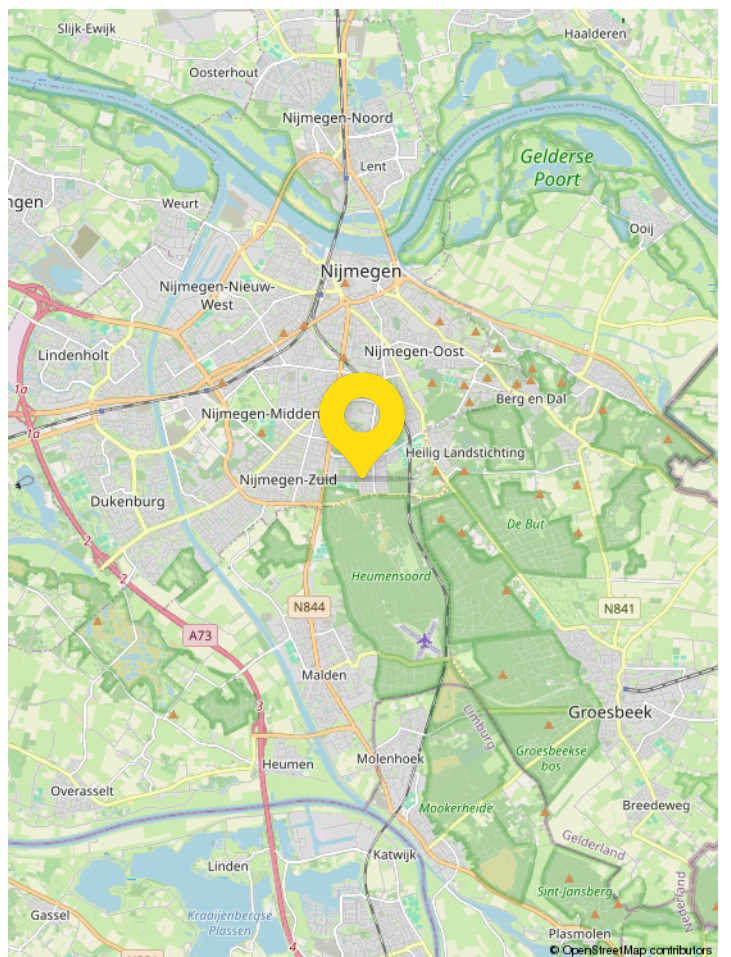 Slijk-Ewijk
Haalderen
Oosterhout
Nijmegen-Noord
Gelderse
Poort
Lent
ngen
Weurt
Ooij
Nijmegen
Nijmegen-Nieuw-
West
Lindenholt
Nijmegen-Oost
1a
Berg en Dal
Nijmegen-Midden
1a
Heilig Landstichting
Nijmegen-Zuid
Dukenburg
De But
2
2
Heumensoord
N844
N841
A73
Malden
3
Limburg
Groesbeek
Groesbeekse
bos
Molenhoek
Heumen
Overasselt
Mookerheide
Breedeweg
Gelderland
Katwijk
Linden
Sint-Jansberg
Nederland
Gassel
Kraaijenbergse
Plassen
Plasmolen
4
© OpenStreetMap contributors